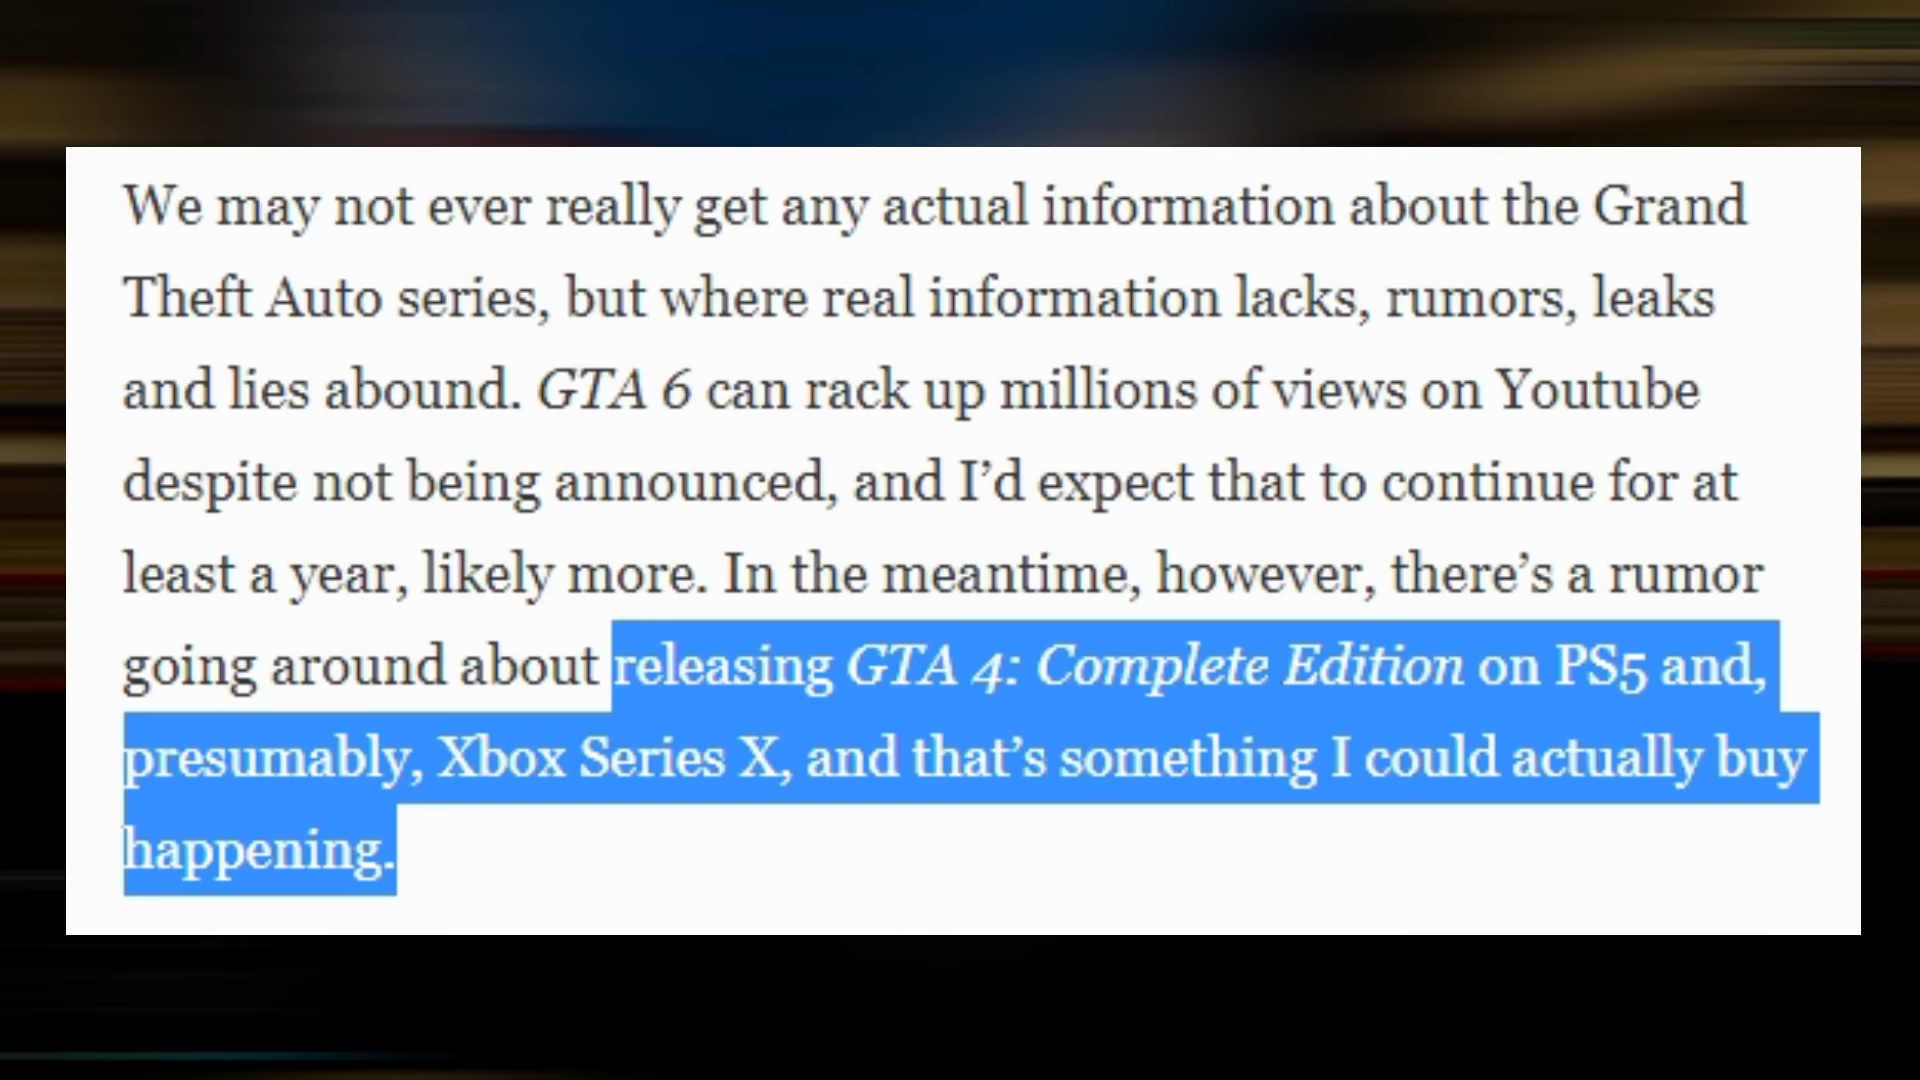 We may not ever really get any actual information about the Grand
Theft Auto series, but where real information lacks, rumors, leaks
and lies abound. GTA 6 can rack up millions of views on Youtube
despite not being announced, and I’d expect that to continue for at
least a year, likely more. In the meantime, however, there’s a rumor
going around about releasing GTA 4: Complete Edition on PS5 and,
presumably, Xbox Series X, and that’s something I could actually buy
happening.